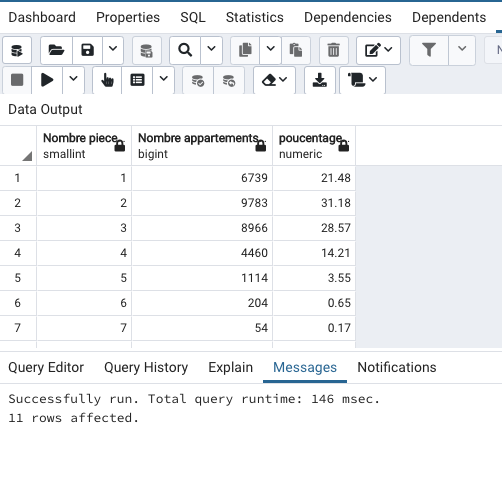 Dashboard Properties SQL Statistics Dependencies Dependents
Data Output
Nombre piece Nombre appartements poucentage
smallint bigint numeric
1 1 6739 21.48
2 2 9783 31.18
3 3 8966 28.57
4 4 4460 14.21
5 5 1114 3.55
6 6 204 0.65
7 7 54 0.17
Query Editor Query History Explain Messages Notifications
Successfully run. Total query runtime: 146 msec.
11 rows affected.